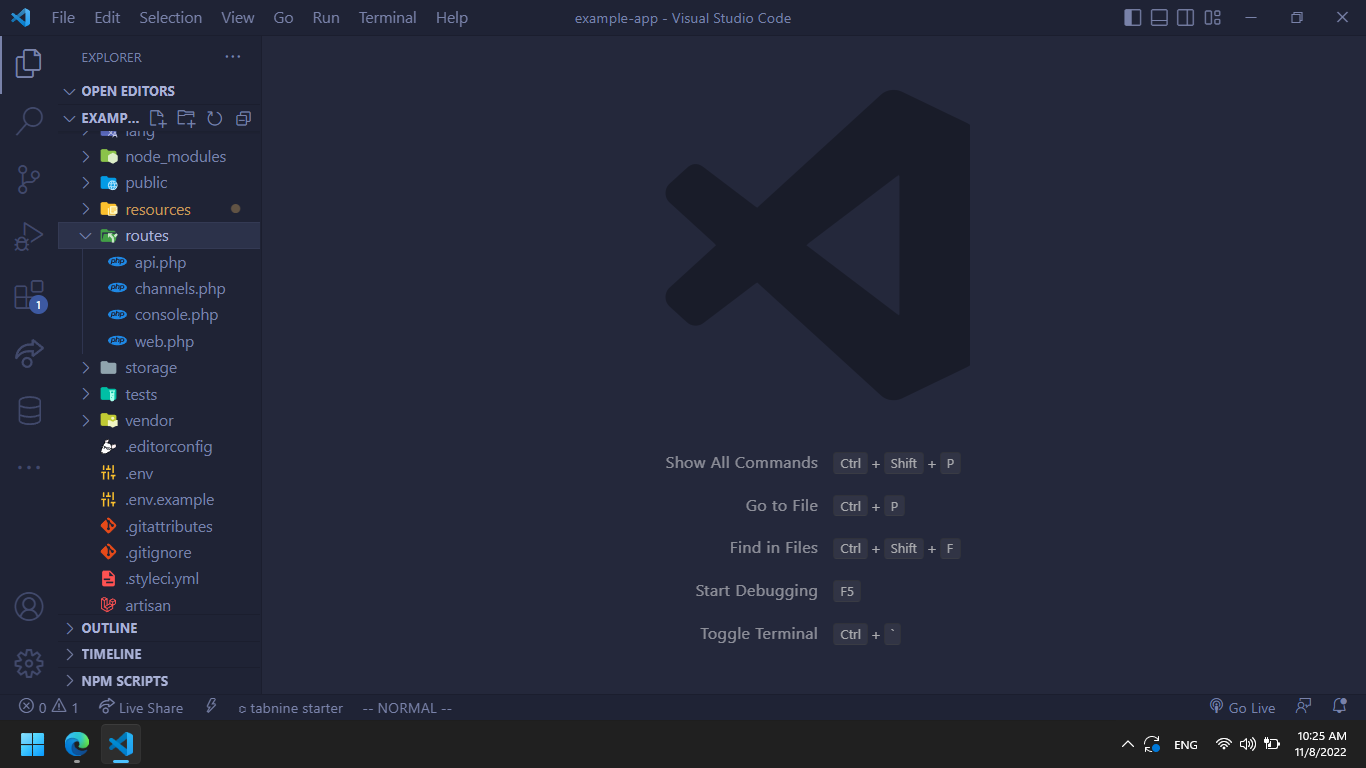 File Edit Selection View Go Run Terminal Help
example-app - Visual Studio Code
EXPLORER
OPEN EDITORS
EXAMP...
lang
node_modules
public
resources
routes
php api.php
php channels.php
php console.php
php web.php
storage
tests
vendor
.editorconfig
.env
.env.example
.gitattributes
.gitignore
.styleci.yml
artisan
OUTLINE
TIMELINE
NPM SCRIPTS
1
Show All Commands Ctrl + Shift + P
Go to File Ctrl + P
Find in Files Ctrl + Shift + F
Start Debugging F5
Toggle Terminal Ctrl + `
0 1 Live Share tabnine starter -- NORMAL -- Go Live
ENG
10:25 AM
11/8/2022